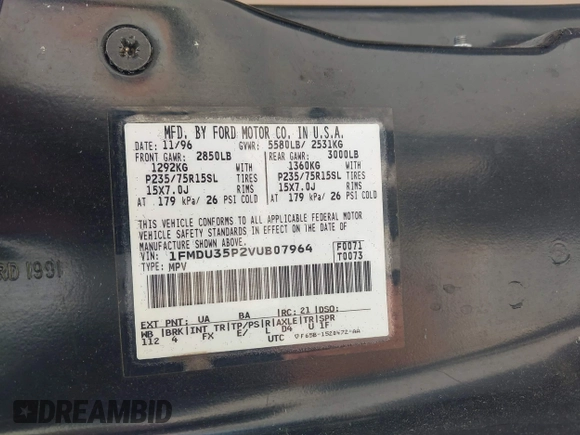 MFD. BY FORD MOTOR CO. IN U.S.A.
DATE: 11/96 GVWR: 5580LB/ 2531KG
FRONT GAWR: 2850LB REAR GAWR: 3000LB
1292KG WITH 1360KG WITH
P235/75R15SL TIRES P235/75R15SL TIRES
15X7.0J RIMS 15X7.0J RIMS
AT 179 kPa/ 26 PSI COLD AT 179 kPa/ 26 PSI COLD
THIS VEHICLE CONFORMS TO ALL APPLICABLE FEDERAL MOTOR
VEHICLE SAFETY STANDARDS IN EFFECT ON THE DATE OF
MANUFACTURE SHOWN ABOVE.
VIN: 1FMDU35P2VUB07964 F0071
TYPE: MPV T0073
EXT PNT: UA BA RC: 21 DSO:
WB BRK INT TR TP/PS R AXLE TR SPR
112 4 FX E/ L D4 U 1F
UTC
RD 1991
DREAMBID